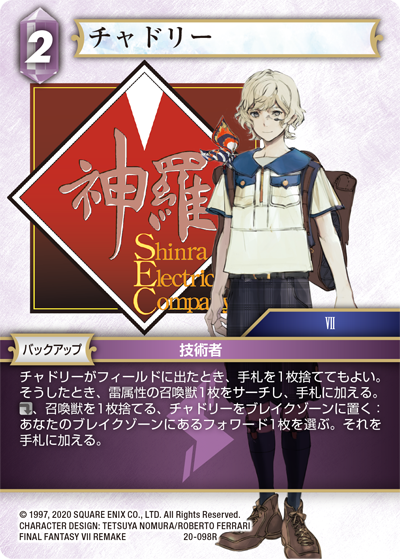 2
チャドリー
神羅
Shinra
Electric
Company
VII
バックアップ
技術者
チャドリーがフィールドに出たとき、手札を1枚捨ててもよい。
そうしたとき、雷属性の召喚獣1枚をサーチし、手札に加える。
、召喚獣を1枚捨てる、チャドリーをブレイクゾーンに置く：
あなたのブレイクゾーンにあるフォワード1枚を選ぶ。それを
手札に加える。
© 1997, 2020 SQUARE ENIX CO., LTD. All Rights Reserved.
CHARACTER DESIGN: TETSUYA NOMURA/ROBERTO FERRARI
FINAL FANTASY VII REMAKE
20-098R